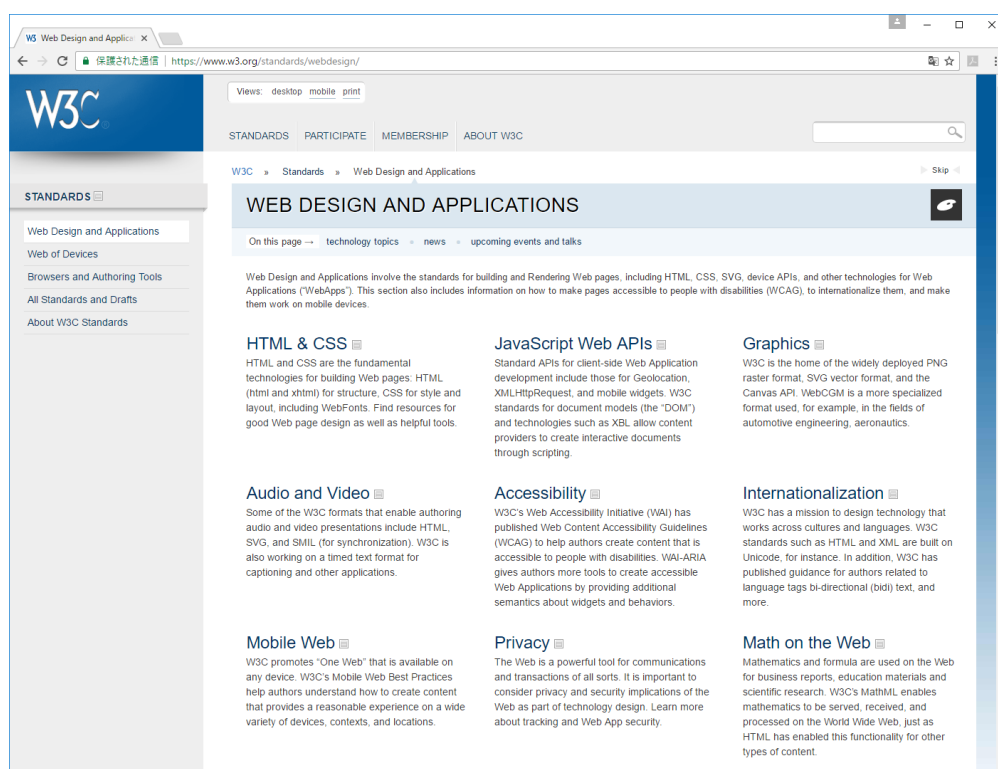 W3 Web Design and Applica
保護された通信 https://www.w3.org/standards/webdesign/
W3C
Views: desktop mobile print
STANDARDS PARTICIPATE MEMBERSHIP ABOUT W3C
W3C » Standards » Web Design and Applications
Skip
STANDARDS
Web Design and Applications
Web of Devices
Browsers and Authoring Tools
All Standards and Drafts
About W3C Standards
WEB DESIGN AND APPLICATIONS
On this page → technology topics • news • upcoming events and talks
Web Design and Applications involve the standards for building and Rendering Web pages, including HTML, CSS, SVG, device APIs, and other technologies for Web
Applications (“WebApps”). This section also includes information on how to make pages accessible to people with disabilities (WCAG), to internationalize them, and make
them work on mobile devices.
HTML & CSS
HTML and CSS are the fundamental
technologies for building Web pages: HTML
(html and xhtml) for structure, CSS for style and
layout, including WebFonts. Find resources for
good Web page design as well as helpful tools.
JavaScript Web APIs
Standard APIs for client-side Web Application
development include those for Geolocation,
XMLHttpRequest, and mobile widgets. W3C
standards for document models (the “DOM”)
and technologies such as XBL allow content
providers to create interactive documents
through scripting.
Graphics
W3C is the home of the widely deployed PNG
raster format, SVG vector format, and the
Canvas API. WebCGM is a more specialized
format used, for example, in the fields of
automotive engineering, aeronautics.
Audio and Video
Some of the W3C formats that enable authoring
audio and video presentations include HTML,
SVG, and SMIL (for synchronization). W3C is
also working on a timed text format for
captioning and other applications.
Accessibility
W3C’s Web Accessibility Initiative (WAI) has
published Web Content Accessibility Guidelines
(WCAG) to help authors create content that is
accessible to people with disabilities. WAI-ARIA
gives authors more tools to create accessible
Web Applications by providing additional
semantics about widgets and behaviors.
Internationalization
W3C has a mission to design technology that
works across cultures and languages. W3C
standards such as HTML and XML are built on
Unicode, for instance. In addition, W3C has
published guidance for authors related to
language tags bi-directional (bidi) text, and
more.
Mobile Web
W3C promotes “One Web” that is available on
any device. W3C’s Mobile Web Best Practices
help authors understand how to create content
that provides a reasonable experience on a wide
variety of devices, contexts, and locations.
Privacy
The Web is a powerful tool for communications
and transactions of all sorts. It is important to
consider privacy and security implications of the
Web as part of technology design. Learn more
about tracking and Web App security.
Math on the Web
Mathematics and formula are used on the Web
for business reports, education materials and
scientific research. W3C’s MathML enables
mathematics to be served, received, and
processed on the World Wide Web, just as
HTML has enabled this functionality for other
types of content.